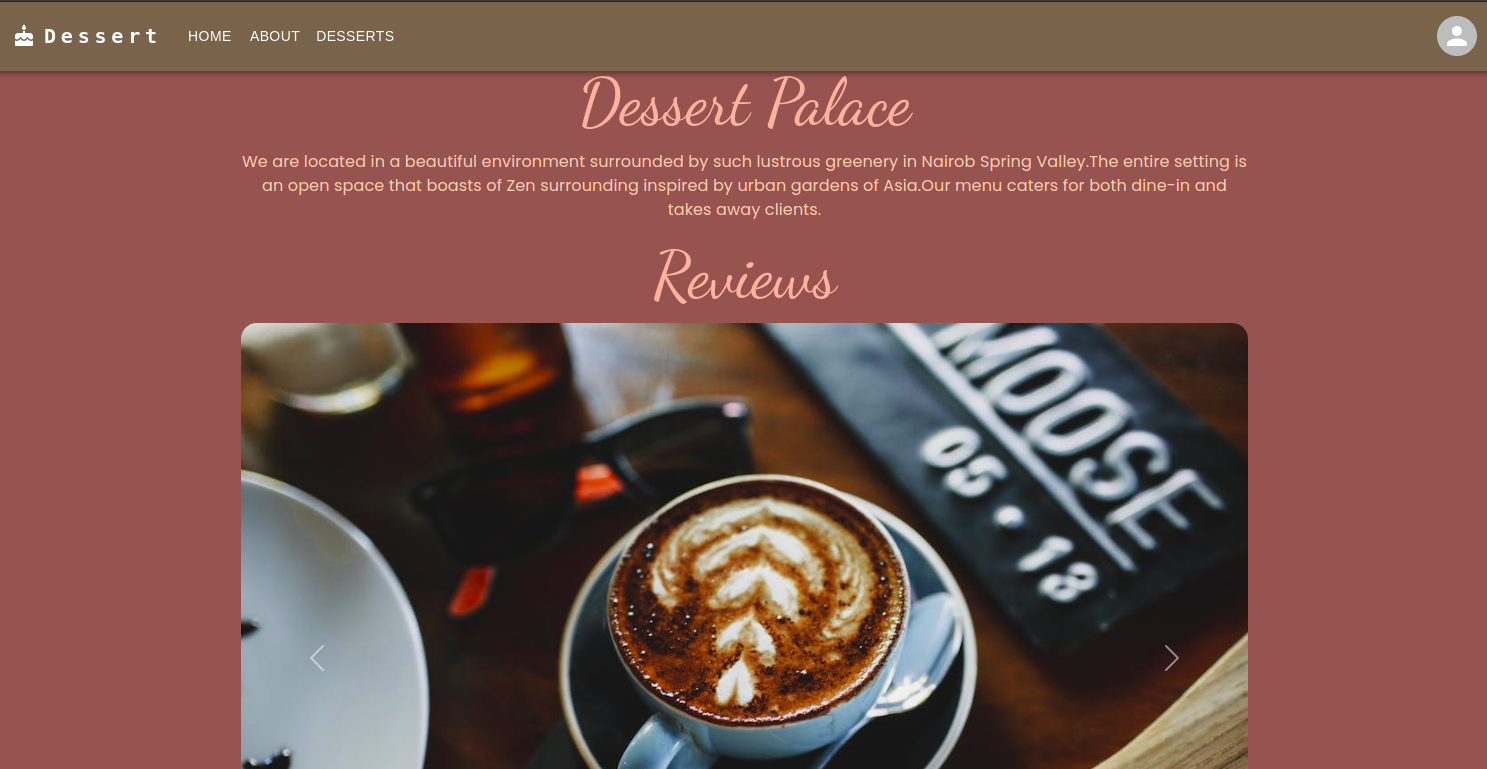 Dessert HOME ABOUT DESSERTS
Dessert Palace
We are located in a beautiful environment surrounded by such lustrous greenery in Nairob Spring Valley.The entire setting is
an open space that boasts of Zen surrounding inspired by urban gardens of Asia.Our menu caters for both dine-in and
takes away clients.
Reviews
MOOSE
05 • 13